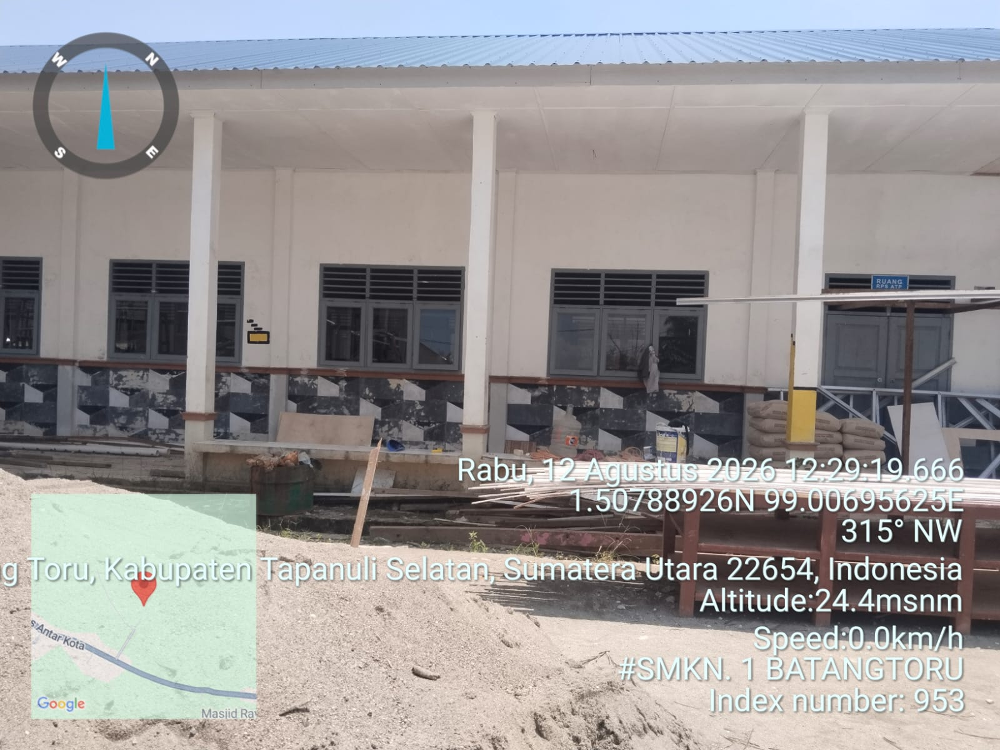 W
N
S
E
RUANG
RPS ATP
Rabu, 12 Agustus 2026 12:29:19.666
1.50788926N 99.00695625E
315° NW
g Toru, Kabupaten Tapanuli Selatan, Sumatera Utara 22654, Indonesia
Altitude:24.4msnm
Speed:0.0km/h
#SMKN. 1 BATANGTORU
Index number: 953
s Antar Kota
Google
Masjid Ray